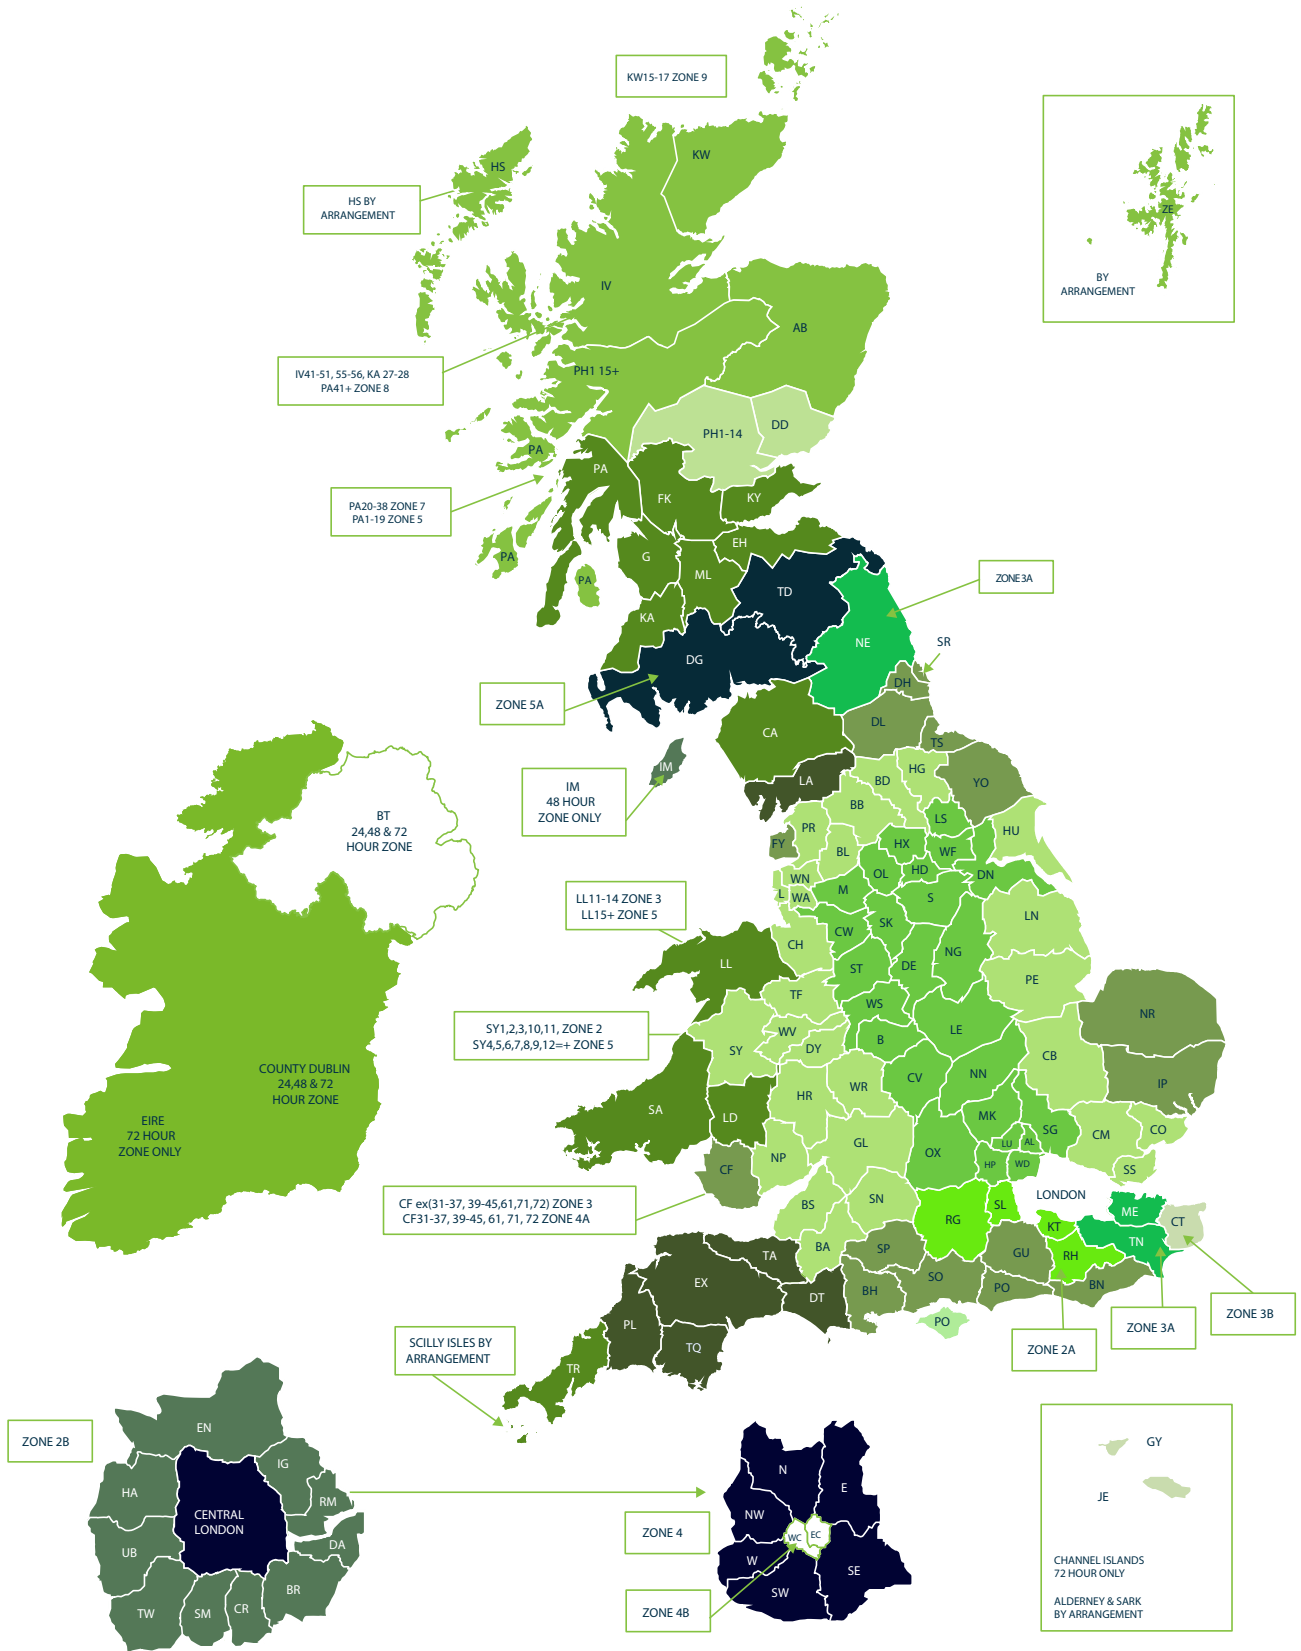 KW15-17 ZONE 9
KW
HS
HS BY
ARRANGEMENT
ZE
BY
ARRANGEMENT
IV
AB
IV41-51, 55-56, KA 27-28
PA41+ ZONE 8
PH1 15+
PH1-14
DD
PA
PA
FK
KY
PA20-38 ZONE 7
PA1-19 ZONE 5
PA
G
EH
ML
PA
TD
ZONE 3A
KA
NE
SR
DG
DH
ZONE 5A
DL
CA
TS
IM
IM
48 HOUR
ZONE ONLY
LA
BD
HG
YO
BB
LS
PR
HU
FY
BL
HX
WF
BT
24,48 & 72
HOUR ZONE
WN
OL
HD
DN
L
WA
M
S
LL11-14 ZONE 3
LL15+ ZONE 5
LN
CW
SK
CH
NG
LL
ST
DE
PE
TF
WS
NR
SY1,2,3,10,11, ZONE 2
SY4,5,6,7,8,9,12=+ ZONE 5
WV
LE
SY
DY
B
CB
COUNTY DUBLIN
24,48 & 72
HOUR ZONE
CV
NN
IP
WR
HR
SA
LD
MK
EIRE
72 HOUR
ZONE ONLY
SG
CM
CO
GL
LU
AL
OX
NP
CF
HP
WD
SS
CF ex(31-37, 39-45,61,71,72) ZONE 3
CF31-37, 39-45, 61, 71, 72 ZONE 4A
BS
SN
LONDON
SL
ME
RG
KT
CT
TN
BA
SP
GU
RH
TA
EX
SO
PO
BN
DT
BH
PO
PL
TQ
ZONE 3B
ZONE 3A
ZONE 2A
SCILLY ISLES BY
ARRANGEMENT
TR
ZONE 2B
EN
IG
HA
RM
CENTRAL
LONDON
UB
DA
BR
TW
SM
CR
N
E
NW
ZONE 4
WC
EC
W
SE
SW
ZONE 4B
GY
JE
CHANNEL ISLANDS
72 HOUR ONLY
ALDERNEY & SARK
BY ARRANGEMENT